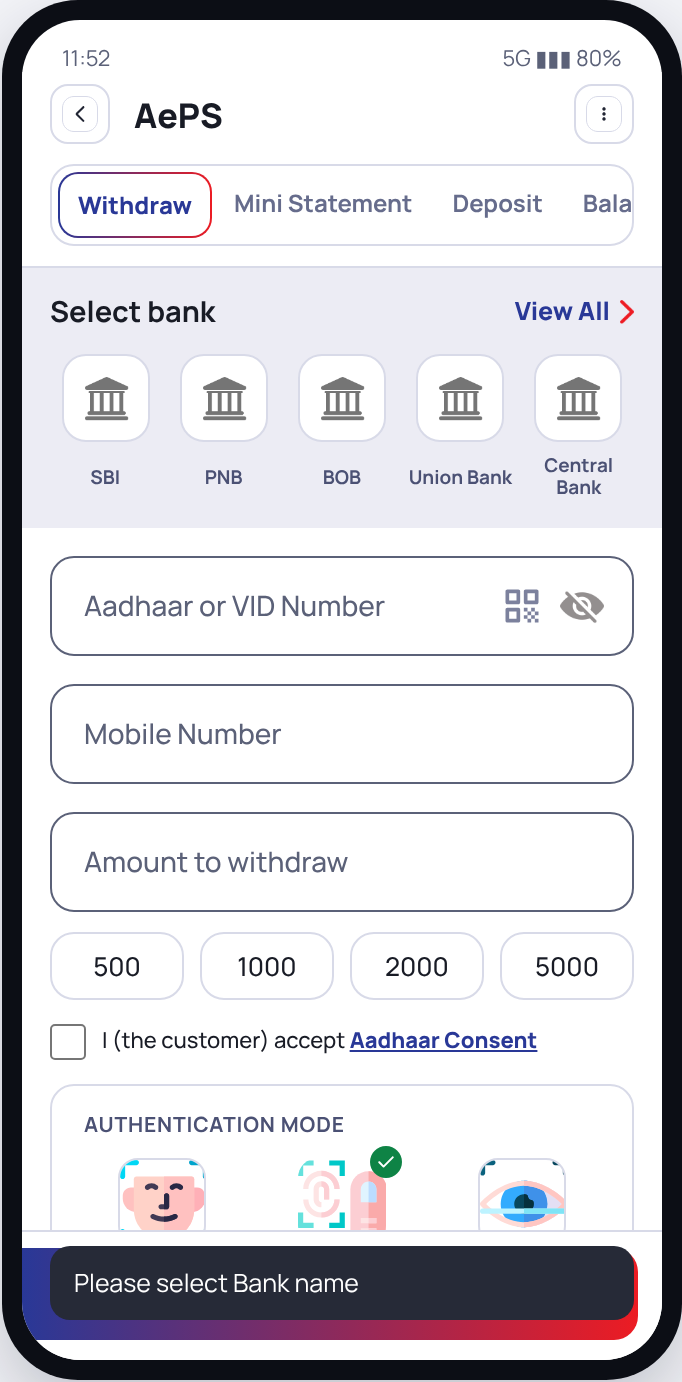 11:52 5G 80%
AePS
Withdraw Mini Statement Deposit Bala
Select bank View All
SBI PNB BOB Union Bank Central Bank
Aadhaar or VID Number
Mobile Number
Amount to withdraw
500 1000 2000 5000
I (the customer) accept Aadhaar Consent
AUTHENTICATION MODE
Please select Bank name